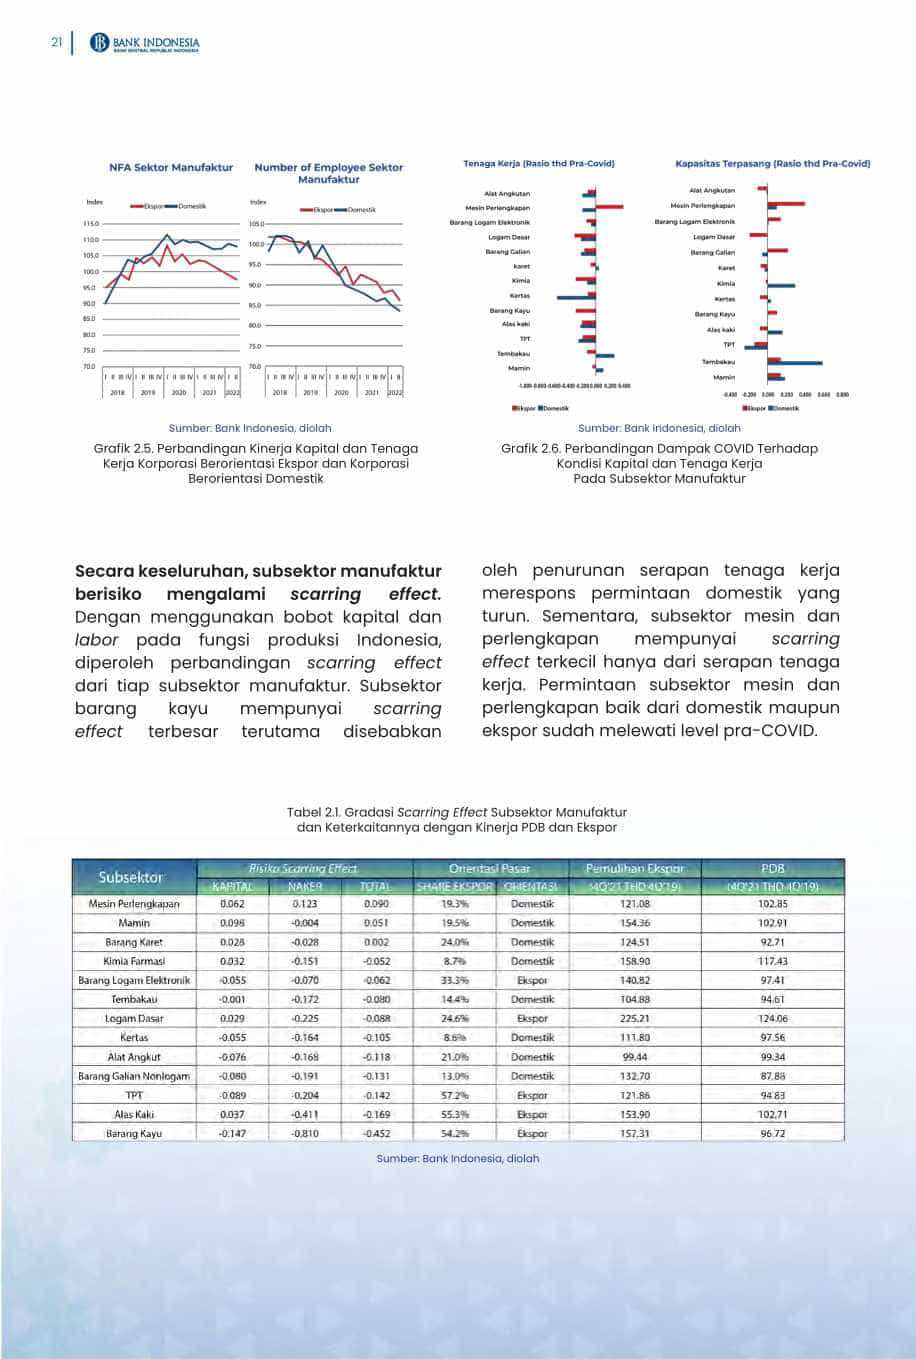 21
BANK INDONESIA
BANK SENTRAL REPUBLIK INDONESIA
NFA Sektor Manufaktur
Index
Ekspor Domestik
115.0
110.0
105.0
100.0
95.0
90.0
85.0
80.0
75.0
70.0
I II III IV I II III IV I II III IV I II III IV I II
2018 2019 2020 2021 2022
Number of Employee Sektor
Manufaktur
Index
Ekspor Domestik
105.0
100.0
95.0
90.0
85.0
80.0
75.0
70.0
I II III IV I II III IV I II III IV I II III IV I II
2018 2019 2020 2021 2022
Sumber: Bank Indonesia, diolah
Grafik 2.5. Perbandingan Kinerja Kapital dan Tenaga
Kerja Korporasi Berorientasi Ekspor dan Korporasi
Berorientasi Domestik
Tenaga Kerja (Rasio thd Pra-Covid)
Alat Angkutan
Mesin Perlengkapan
Barang Logam Elektronik
Logam Dasar
Barang Galian
karet
Kimia
Kertas
Barang Kayu
Alas kaki
TPT
Tembakau
Mamin
-1.000 -0.800 -0.600 -0.400 -0.200 0.000 0.200 0.400
Ekspor Domestik
Kapasitas Terpasang (Rasio thd Pra-Covid)
Alat Angkutan
Mesin Perlengkapan
Barang Logam Elektronik
Logam Dasar
Barang Galian
Karet
Kimia
Kertas
Barang Kayu
Alas kaki
TPT
Tembakau
Mamin
-0.400 -0.200 0.000 0.200 0.400 0.600 0.800
Ekspor Domestik
Sumber: Bank Indonesia, diolah
Grafik 2.6. Perbandingan Dampak COVID Terhadap
Kondisi Kapital dan Tenaga Kerja
Pada Subsektor Manufaktur
Secara keseluruhan, subsektor manufaktur
berisiko mengalami scarring effect.
Dengan menggunakan bobot kapital dan
labor pada fungsi produksi Indonesia,
diperoleh perbandingan scarring effect
dari tiap subsektor manufaktur. Subsektor
barang kayu mempunyai scarring
effect terbesar terutama disebabkan
oleh penurunan serapan tenaga kerja
merespons permintaan domestik yang
turun. Sementara, subsektor mesin dan
perlengkapan mempunyai scarring
effect terkecil hanya dari serapan tenaga
kerja. Permintaan subsektor mesin dan
perlengkapan baik dari domestik maupun
ekspor sudah melewati level pra-COVID.
Tabel 2.1. Gradasi Scarring Effect Subsektor Manufaktur
dan Keterkaitannya dengan Kinerja PDB dan Ekspor
Subsektor Risiko Scarring Effect Orientasi Pasar Pemulihan Ekspor PDB
KAPITAL NAKER TOTAL SHARE EKSPOR ORIENTASI (4Q'21 THD 4Q'19) (4Q'21 THD 4Q'19)
Mesin Perlengkapan 0.062 0.123 0.090 19.3% Domestik 121.08 102.85
Mamin 0.098 -0.004 0.051 19.5% Domestik 154.36 102.91
Barang Karet 0.028 -0.028 0.002 24.0% Domestik 124.51 92.71
Kimia Farmasi 0.032 -0.151 -0.052 8.7% Domestik 158.90 117.43
Barang Logam Elektronik -0.055 -0.070 -0.062 33.3% Ekspor 140.82 97.41
Tembakau -0.001 -0.172 -0.080 14.4% Domestik 104.88 94.61
Logam Dasar 0.029 -0.225 -0.088 24.6% Ekspor 225.21 124.06
Kertas -0.055 -0.164 -0.105 8.6% Domestik 111.80 97.56
Alat Angkut -0.076 -0.168 -0.118 21.0% Domestik 99.44 99.34
Barang Galian Nonlogam -0.080 -0.191 -0.131 13.0% Domestik 132.70 87.88
TPT -0.089 -0.204 -0.142 57.2% Ekspor 121.86 94.83
Alas Kaki 0.037 -0.411 -0.169 55.3% Ekspor 153.90 102.71
Barang Kayu -0.147 -0.810 -0.452 54.2% Ekspor 157.31 96.72
Sumber: Bank Indonesia, diolah